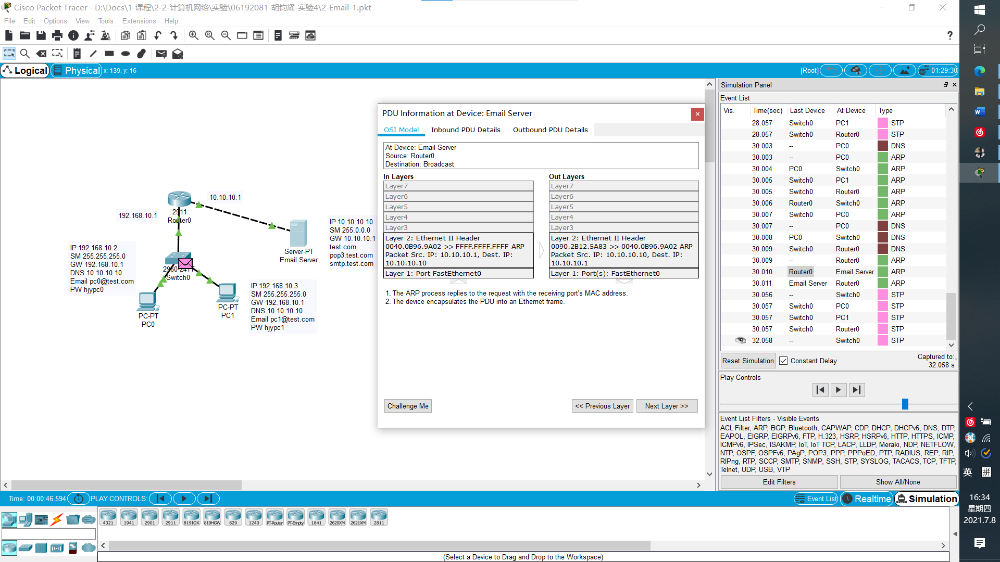 Cisco Packet Tracer - D:\Docs\1-课程\2-2-计算机网络\实验\06192081-胡钧耀-实验4\2-Email-1.pkt
File Edit Options View Tools Extensions Help
?
Logical Physical x: 139, y: 16
[Root] 01:29:30
10.10.10.1
192.168.10.1
2911
Router0
IP 10.10.10.10
SM 255.0.0.0
GW 10.10.10.1
test.com
pop3.test.com
smtp.test.com
Server-PT
Email Server
IP 192.168.10.2
SM 255.255.255.0
GW 192.168.10.1
DNS 10.10.10.10
Email pc0@test.com
PW hjypc0
2960-24TT
Switch0
IP 192.168.10.3
SM 255.255.255.0
GW 192.168.10.1
DNS 10.10.10.10
Email pc1@test.com
PW hjypc1
PC-PT
PC0
PC-PT
PC1
PDU Information at Device: Email Server
OSI Model Inbound PDU Details Outbound PDU Details
At Device: Email Server
Source: Router0
Destination: Broadcast
In Layers
Layer7
Layer6
Layer5
Layer4
Layer3
Layer 2: Ethernet II Header
0040.0B96.9A02 >> FFFF.FFFF.FFFF ARP
Packet Src. IP: 10.10.10.1, Dest. IP:
10.10.10.10
Layer 1: Port FastEthernet0
Out Layers
Layer7
Layer6
Layer5
Layer4
Layer3
Layer 2: Ethernet II Header
0090.2B12.5A83 >> 0040.0B96.9A02 ARP
Packet Src. IP: 10.10.10.10, Dest. IP:
10.10.10.1
Layer 1: Port(s): FastEthernet0
1. The ARP process replies to the request with the receiving port's MAC address.
2. The device encapsulates the PDU into an Ethernet frame.
Challenge Me << Previous Layer Next Layer >>
Simulation Panel
Event List
Vis. Time(sec) Last Device At Device Type
28.057 Switch0 PC1 STP
28.057 Switch0 Router0 STP
30.003 -- PC0 DNS
30.003 -- PC0 ARP
30.004 PC0 Switch0 ARP
30.005 Switch0 PC1 ARP
30.005 Switch0 Router0 ARP
30.006 Router0 Switch0 ARP
30.007 Switch0 PC0 ARP
30.007 -- PC0 DNS
30.008 PC0 Switch0 DNS
30.009 Switch0 Router0 DNS
30.009 -- Router0 ARP
30.010 Router0 Email Server ARP
30.011 Email Server Router0 ARP
30.056 -- Switch0 STP
30.057 Switch0 PC0 STP
30.057 Switch0 PC1 STP
30.057 Switch0 Router0 STP
32.058 -- Switch0 STP
Reset Simulation Constant Delay Captured to:
32.058 s
Play Controls
Event List Filters - Visible Events
ACL Filter, ARP, BGP, Bluetooth, CAPWAP, CDP, DHCP, DHCPv6, DNS, DTP,
EAPOL, EIGRP, EIGRPv6, FTP, H.323, HSRP, HSRPv6, HTTP, HTTPS, ICMP,
ICMPv6, IPSec, ISAKMP, IoT, IoT TCP, LACP, LLDP, Meraki, NDP, NETFLOW,
NTP, OSPF, OSPFv6, PAgP, POP3, PPP, PPPoED, PTP, RADIUS, REP, RIP,
RIPng, RTP, SCCP, SMTP, SNMP, SSH, STP, SYSLOG, TACACS, TCP, TFTP,
Telnet, UDP, USB, VTP
Edit Filters Show All/None
Time: 00:00:46.594 PLAY CONTROLS: Event List Realtime Simulation
4321 1941 2901 2911 819IOX 819HGW 829 1240 PT-Router PT-Empty 1841 2620XM 2621XM 2811
(Select a Device to Drag and Drop to the Workspace)
英 拼
16:34
星期四
2021.7.8